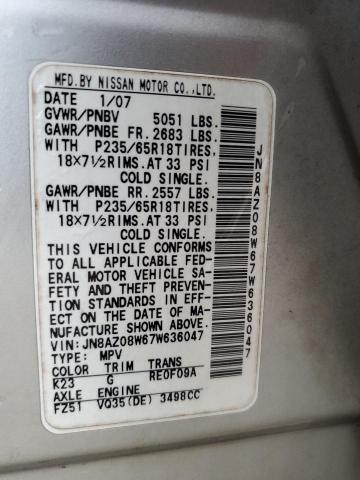 MFD.BY NISSAN MOTOR CO.,LTD.
DATE 1/07
GVWR/PNBV 5051 LBS.
GAWR/PNBE FR.2683 LBS.
WITH P235/65R18TIRES,
18X7½RIMS.AT 33 PSI
COLD SINGLE.
GAWR/PNBE RR.2557 LBS.
WITH P235/65R18TIRES,
18X7½RIMS.AT 33 PSI
COLD SINGLE.
THIS VEHICLE CONFORMS
TO ALL APPLICABLE FED-
ERAL MOTOR VEHICLE SA-
FETY AND THEFT PREVENTION
STANDARDS IN EFF-
ECT ON THE DATE OF MA-
NUFACTURE SHOWN ABOVE.
VIN:JN8AZ08W67W636047
TYPE: MPV
COLOR TRIM TRANS
K23 G RE0F09A
AXLE ENGINE
FZ51 VQ35(DE) 3498CC
JN8AZ08W67W636047